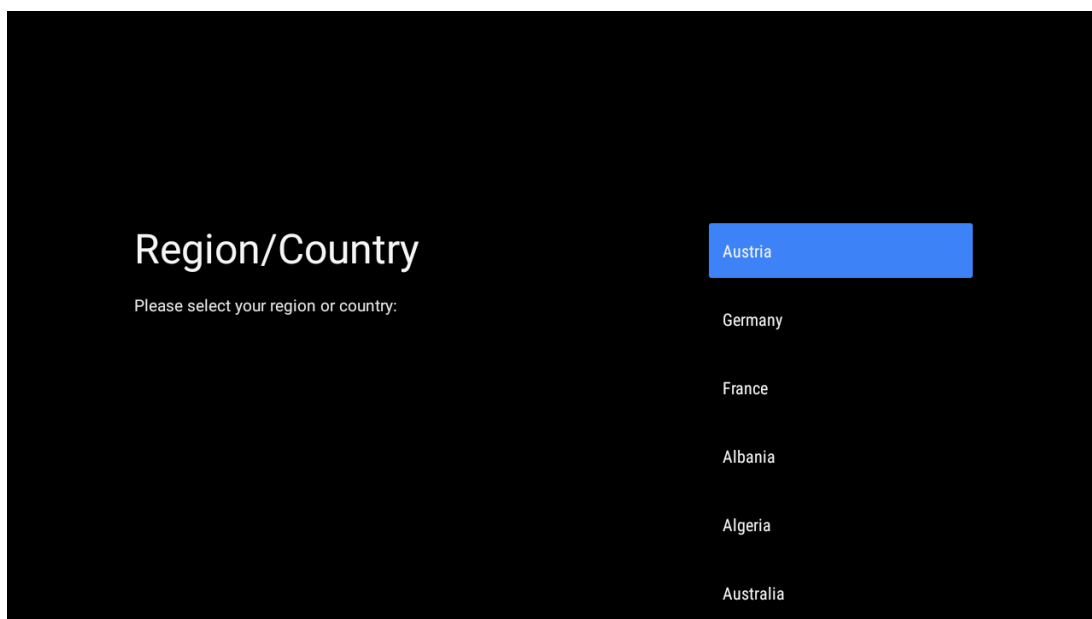 Region/Country
Please select your region or country:
Austria
Germany
France
Albania
Algeria
Australia